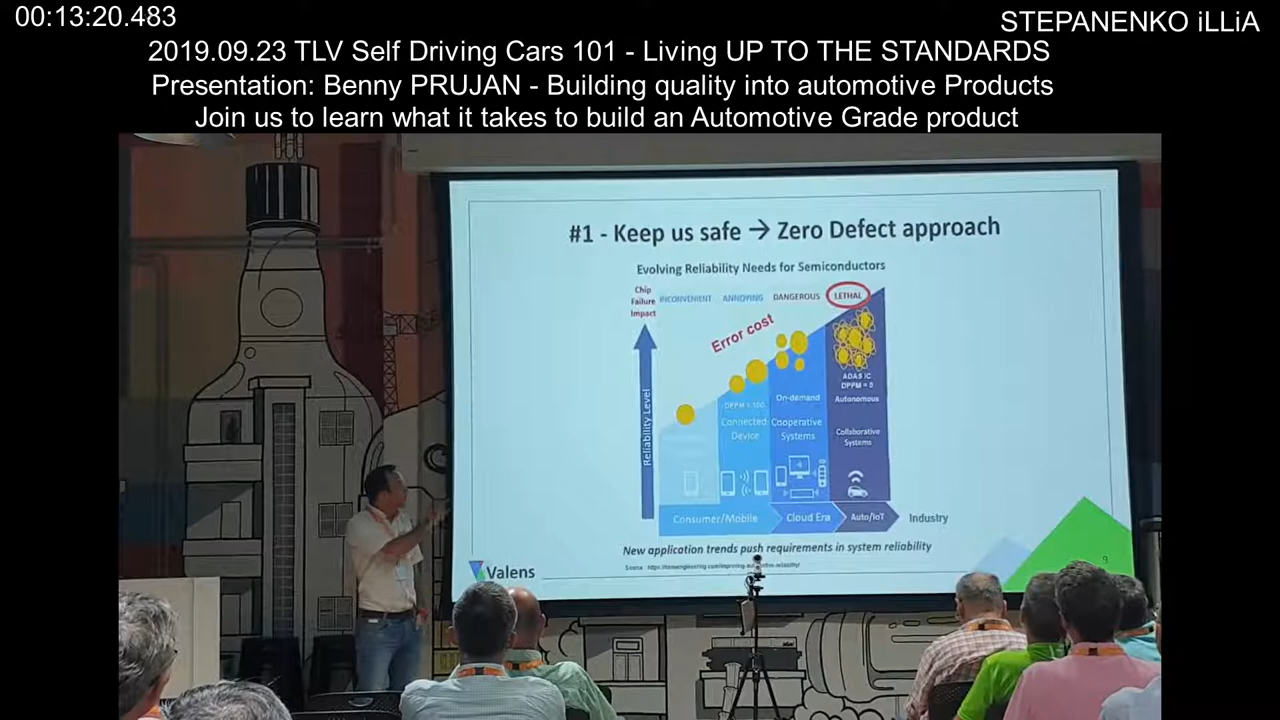 00:13:20.483
STEPANENKO iLLiA
2019.09.23 TLV Self Driving Cars 101 - Living UP TO THE STANDARDS
Presentation: Benny PRUJAN - Building quality into automotive Products
Join us to learn what it takes to build an Automotive Grade product
#1 - Keep us safe → Zero Defect approach
Evolving Reliability Needs for Semiconductors
Chip
Failure
Impact
INCONVENIENT
ANNOYING
DANGEROUS
LETHAL
Error cost
Reliability Level
DPPM < 100
Connected
Device
On-demand
Cooperative
Systems
ADAS IC
DPPM = 0
Autonomous
Collaborative
Systems
Consumer/Mobile
Cloud Era
Auto/IoT
Industry
New application trends push requirements in system reliability
Valens
9